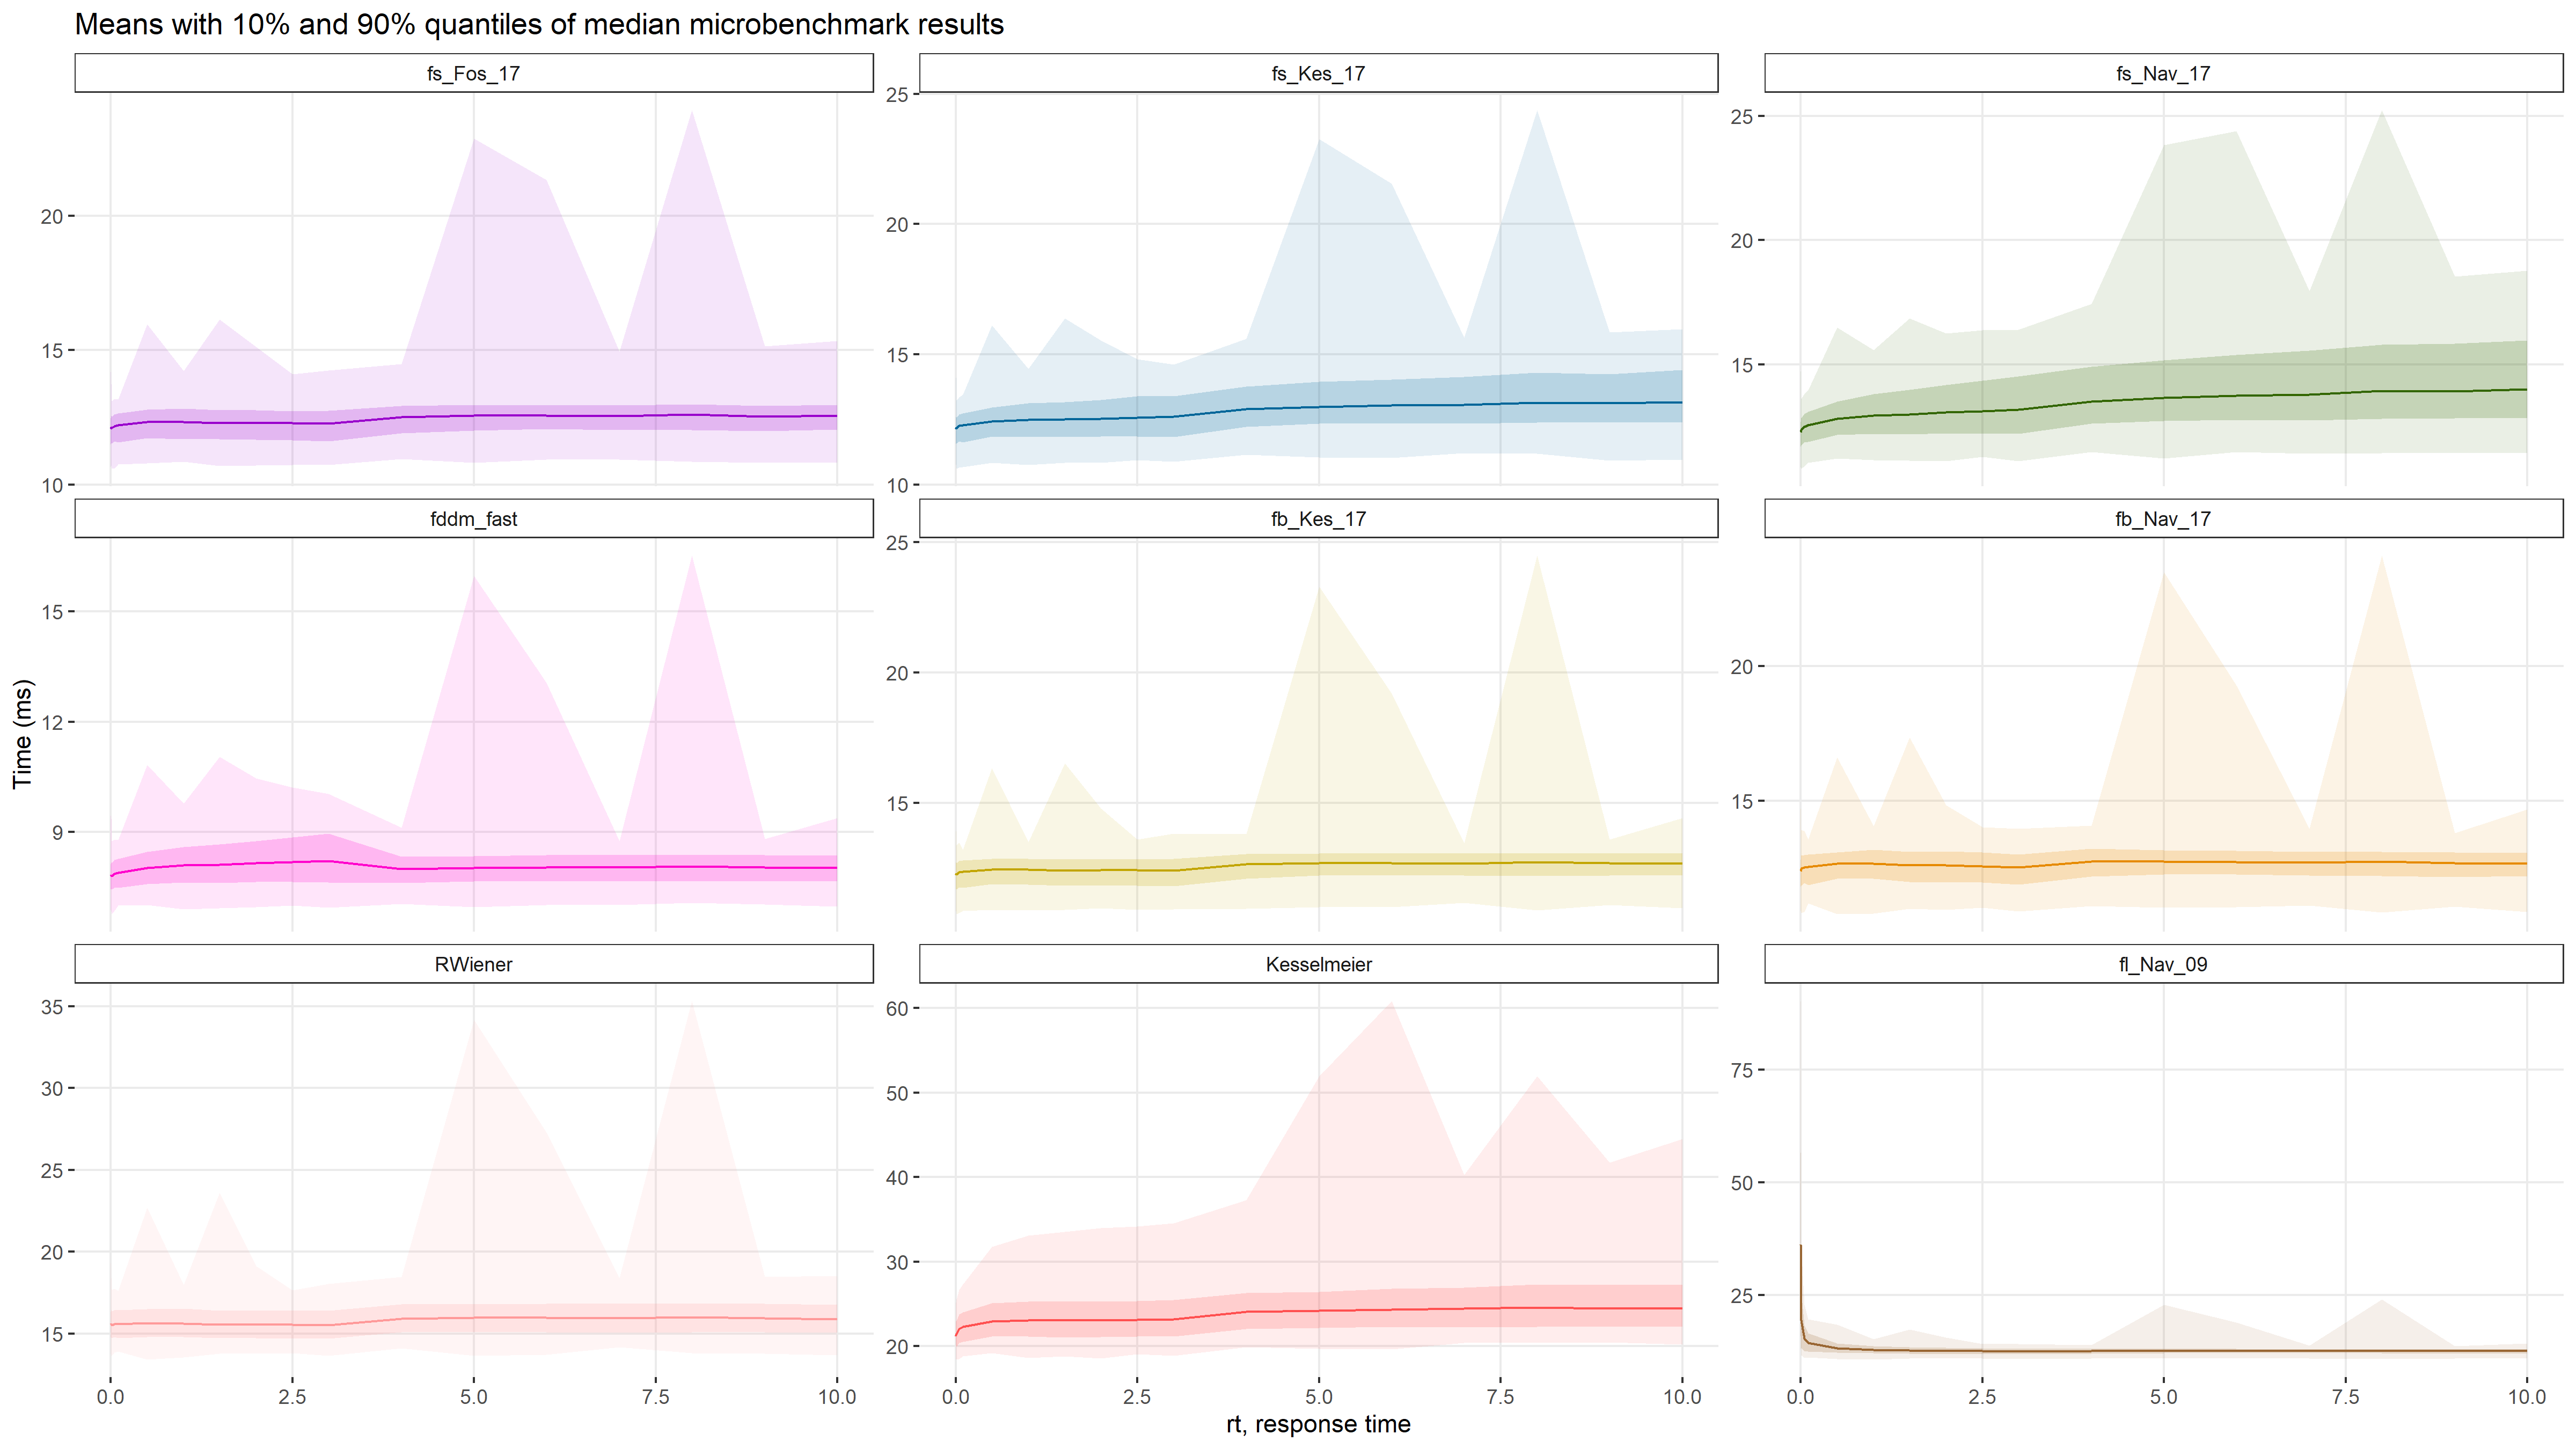 Means with 10% and 90% quantiles of median microbenchmark results
fs_Fos_17
fs_Kes_17
fs_Nav_17
20
15
10
25
20
15
10
25
20
15
fddm_fast
fb_Kes_17
fb_Nav_17
15
12
9
25
20
15
20
15
Time (ms)
RWiener
Kesselmeier
fl_Nav_09
35
30
25
20
15
60
50
40
30
20
75
50
25
0.0 2.5 5.0 7.5 10.0
0.0 2.5 5.0 7.5 10.0
0.0 2.5 5.0 7.5 10.0
rt, response time